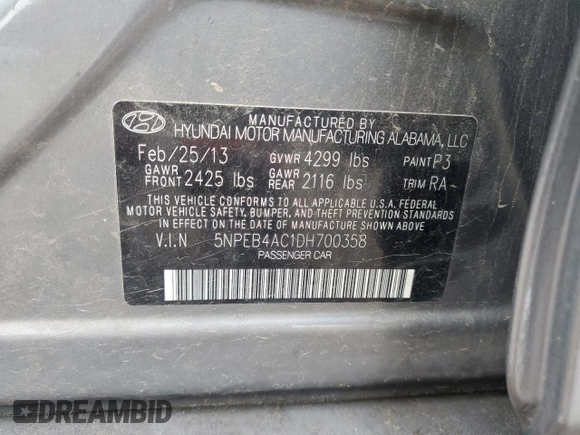 MANUFACTURED BY
HYUNDAI MOTOR MANUFACTURING ALABAMA, LLC
Feb/25/13 GVWR 4299 lbs PAINT P3
GAWR FRONT 2425 lbs GAWR REAR 2116 lbs TRIM RA-
THIS VEHICLE CONFORMS TO ALL APPLICABLE U.S.A. FEDERAL
MOTOR VEHICLE SAFETY, BUMPER, AND THEFT PREVENTION STANDARDS
IN EFFECT ON THE DATE OF MANUFACTURE SHOWN ABOVE.
V.I.N 5NPEB4AC1DH700358
PASSENGER CAR
DREAMBID